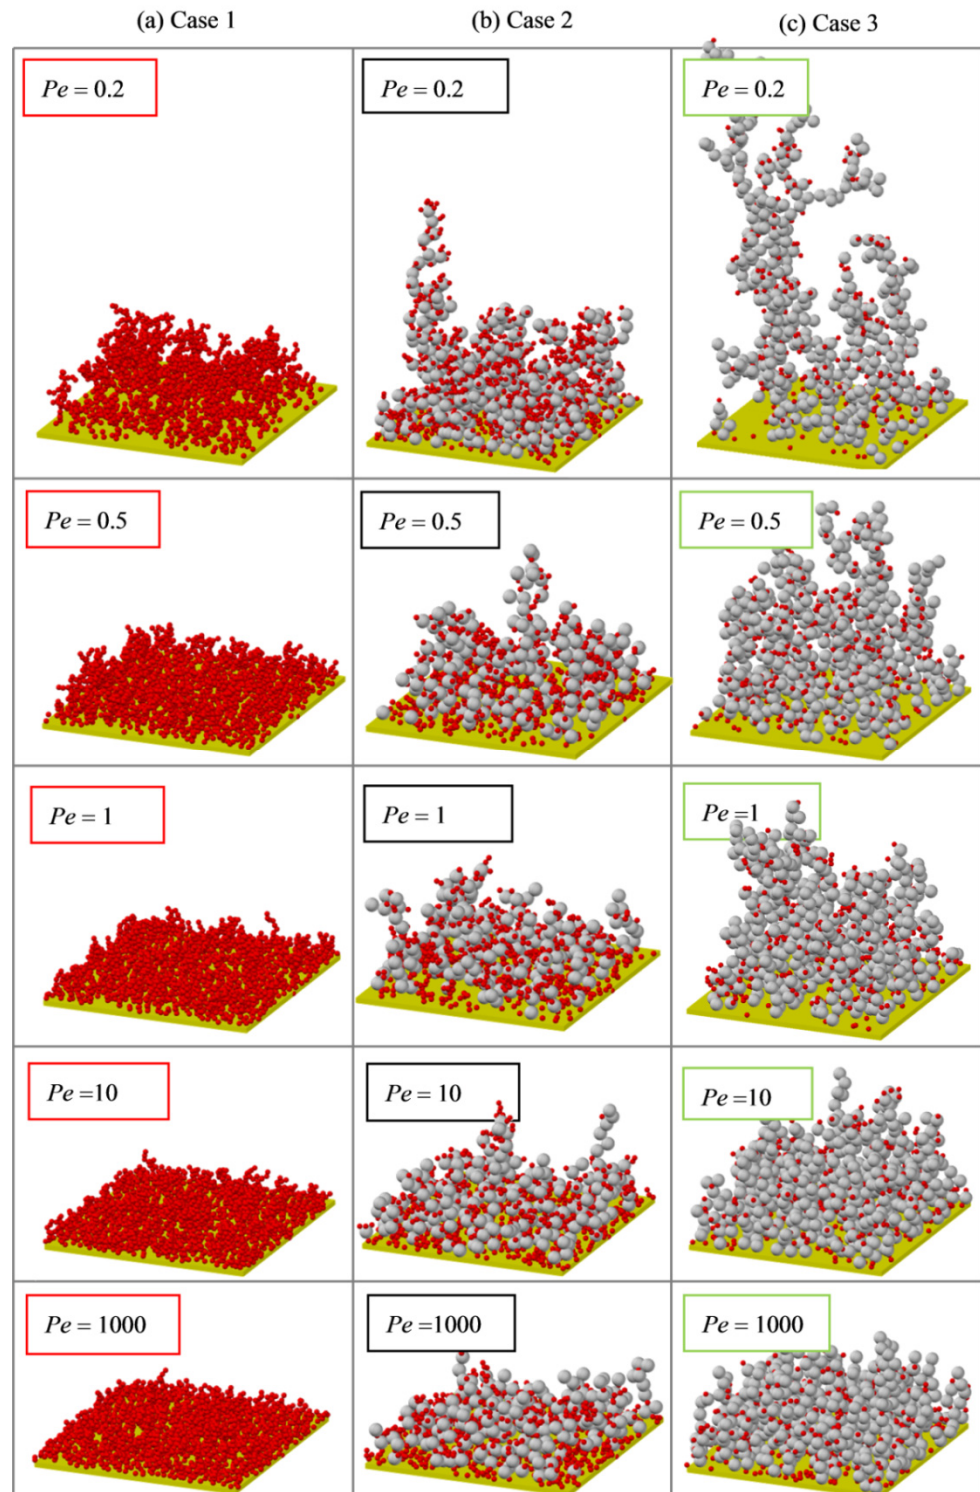 (a) Case 1
(b) Case 2
(c) Case 3
Pe = 0.2
Pe = 0.2
Pe = 0.2
Pe = 0.5
Pe = 0.5
Pe = 0.5
Pe = 1
Pe = 1
Pe =1
Pe =10
Pe = 10
Pe =10
Pe = 1000
Pe =1000
Pe = 1000